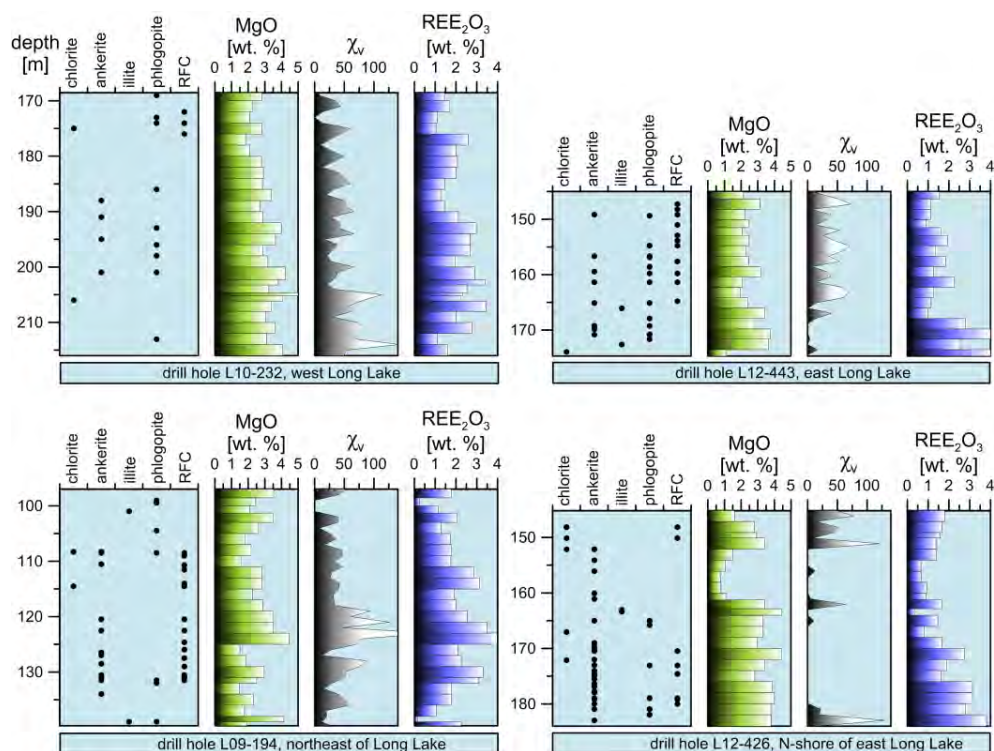 MgO
[wt. %]
χv
REE2O3
[wt. %]
depth
[m]
chlorite
ankerite
illite
phlogopite
RFC
0 1 2 3 4 5
0 50 100
0 1 2 3 4
170
180
190
200
210
drill hole L10-232, west Long Lake
MgO
[wt. %]
χv
REE2O3
[wt. %]
chlorite
ankerite
illite
phlogopite
RFC
0 1 2 3 4 5
0 50 100
0 1 2 3 4
150
160
170
drill hole L12-443, east Long Lake
MgO
[wt. %]
χv
REE2O3
[wt. %]
depth
[m]
chlorite
ankerite
illite
phlogopite
RFC
0 1 2 3 4 5
0 50 100
0 1 2 3 4
100
110
120
130
drill hole L09-194, northeast of Long Lake
MgO
[wt. %]
χv
REE2O3
[wt. %]
chlorite
ankerite
illite
phlogopite
RFC
0 1 2 3 4 5
0 50 100
0 1 2 3 4
150
160
170
180
drill hole L12-426, N-shore of east Long Lake